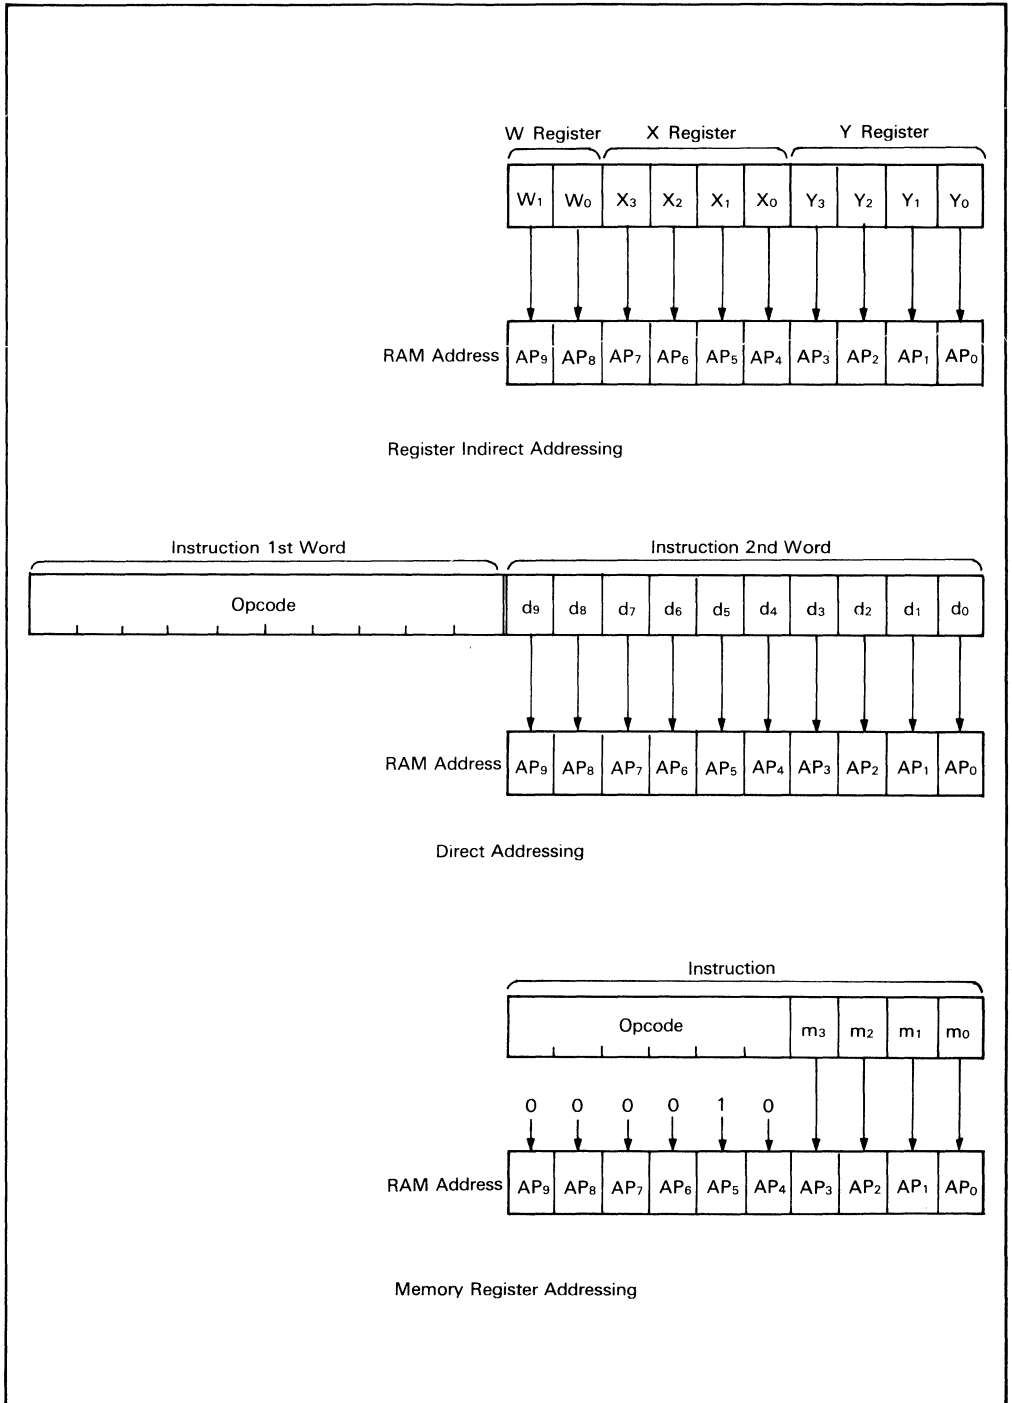 W Register X Register Y Register
W₁ W₀ X₃ X₂ X₁ X₀ Y₃ Y₂ Y₁ Y₀
RAM Address AP₉ AP₈ AP₇ AP₆ AP₅ AP₄ AP₃ AP₂ AP₁ AP₀
Register Indirect Addressing
Instruction 1st Word Instruction 2nd Word
Opcode d₉ d₈ d₇ d₆ d₅ d₄ d₃ d₂ d₁ d₀
RAM Address AP₉ AP₈ AP₇ AP₆ AP₅ AP₄ AP₃ AP₂ AP₁ AP₀
Direct Addressing
Instruction
Opcode m₃ m₂ m₁ m₀
0 0 0 0 1 0
RAM Address AP₉ AP₈ AP₇ AP₆ AP₅ AP₄ AP₃ AP₂ AP₁ AP₀
Memory Register Addressing